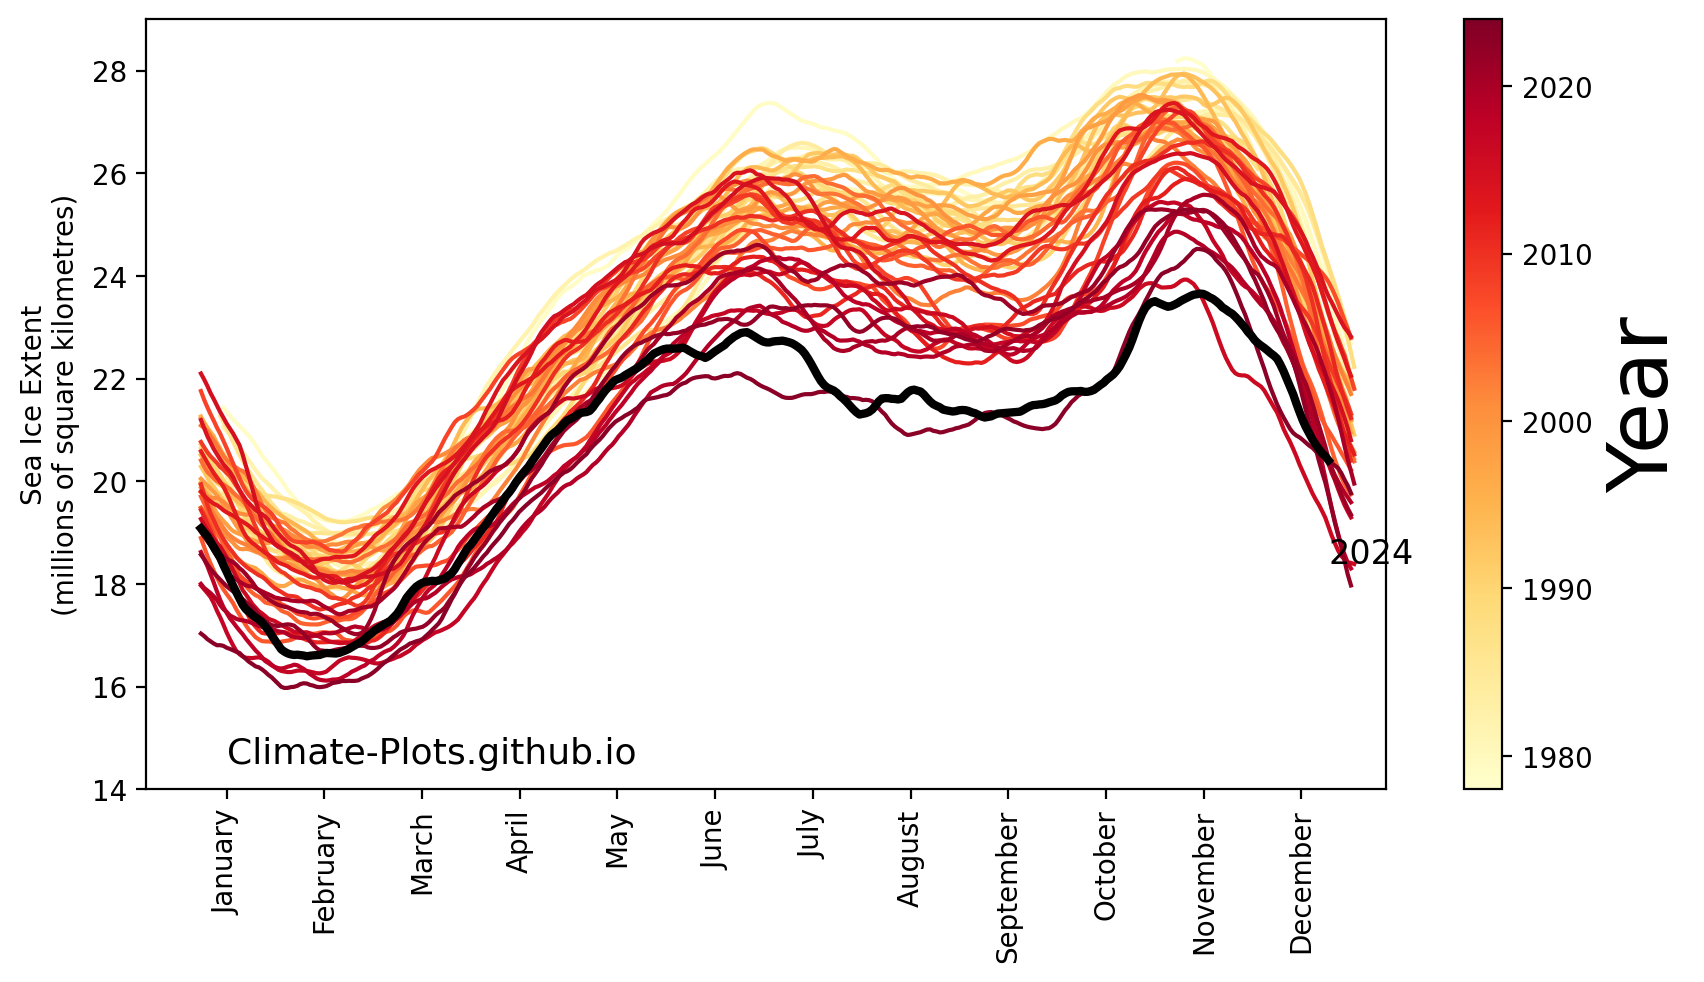 28
26
24
22
20
18
16
14
Sea Ice Extent
(millions of square kilometres)
2024
Climate-Plots.github.io
January
February
March
April
May
June
July
August
September
October
November
December
2020
2010
2000
1990
1980
Year